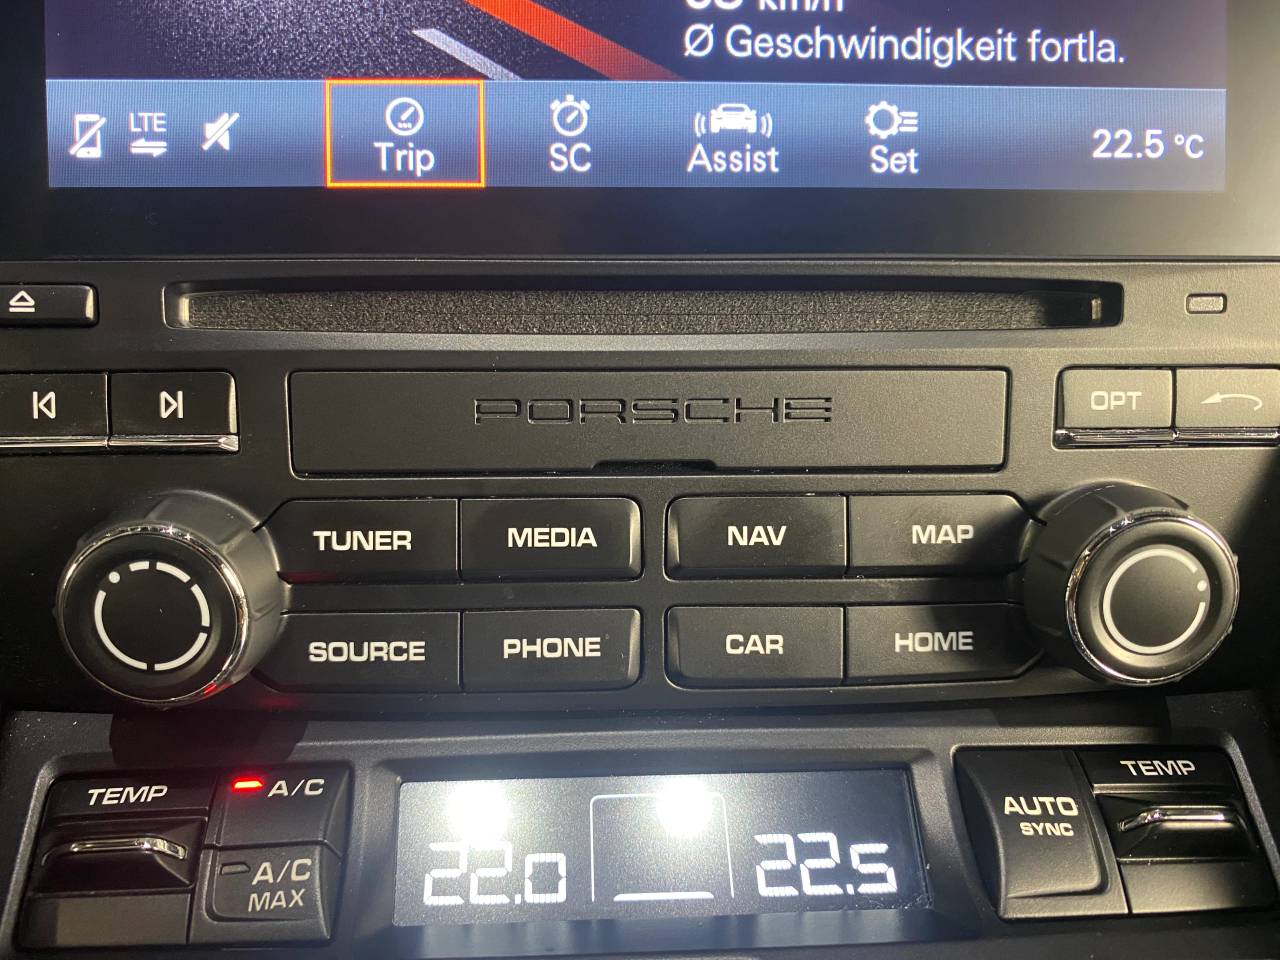 km/h
Ø Geschwindigkeit fortla.
LTE
Trip
SC
Assist
Set
22.5 °C
PORSCHE
OPT
TUNER
MEDIA
NAV
MAP
SOURCE
PHONE
CAR
HOME
TEMP
A/C
A/C
MAX
22.0
22.5
AUTO
SYNC
TEMP